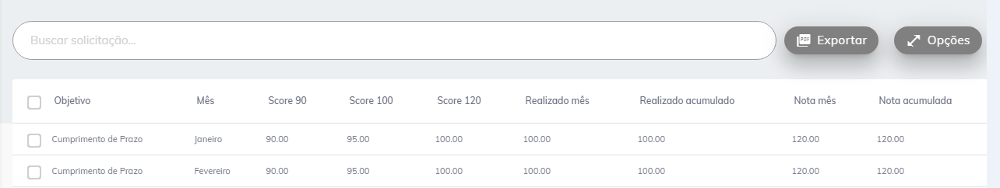 Buscar solicitação... PDF Exportar Opções
Objetivo Mês Score 90 Score 100 Score 120 Realizado mês Realizado acumulado Nota mês Nota acumulada
Cumprimento de Prazo Janeiro 90.00 95.00 100.00 100.00 100.00 120.00 120.00
Cumprimento de Prazo Fevereiro 90.00 95.00 100.00 100.00 100.00 120.00 120.00